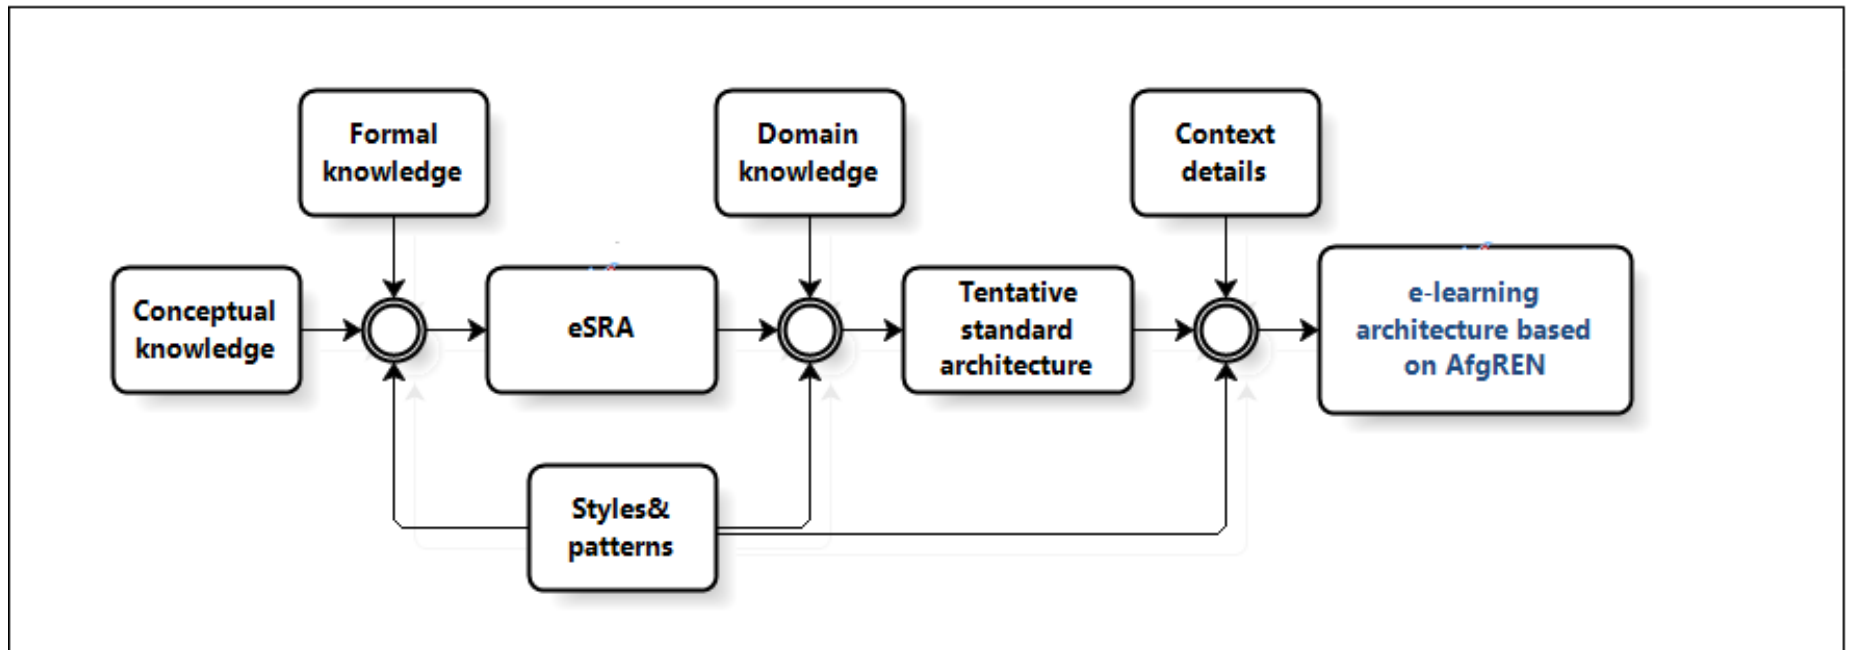 Formal
knowledge
Domain
knowledge
Context
details
Conceptual
knowledge
eSRA
Tentative
standard
architecture
e-learning
architecture based
on AfgREN
Styles&
patterns